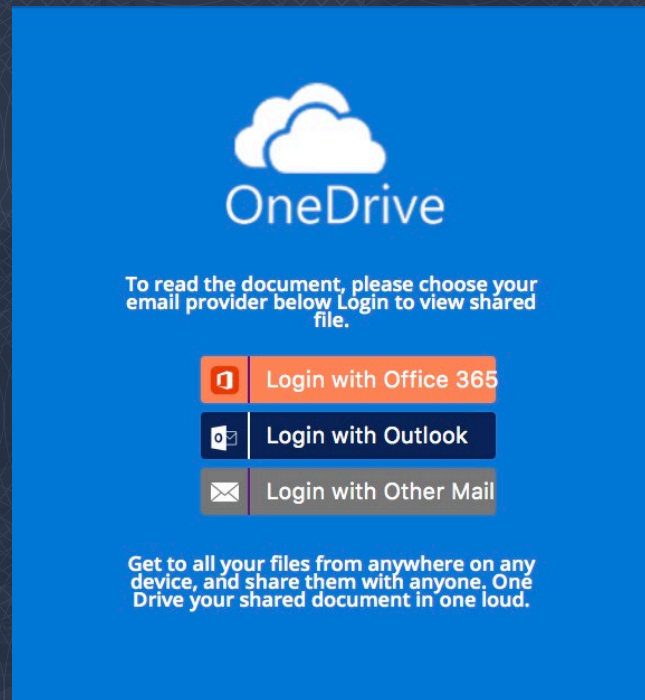 OneDrive
To read the document, please choose your
email provider below Login to view shared
file.
Login with Office 365
Login with Outlook
Login with Other Mail
Get to all your files from anywhere on any
device, and share them with anyone. One
Drive your shared document in one loud.